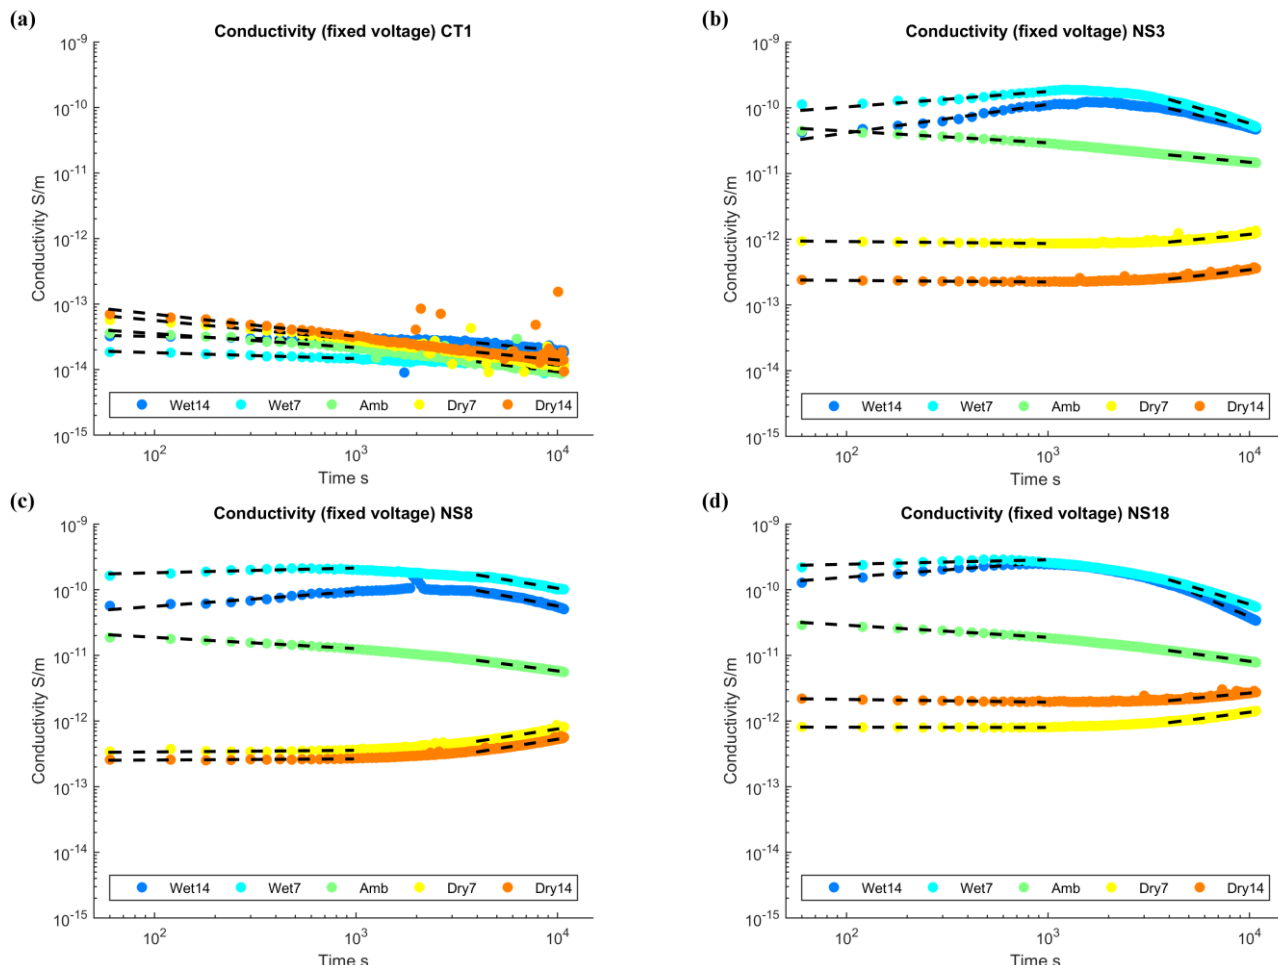 (a)
Conductivity (fixed voltage) CT1
10^-9
10^-10
10^-11
10^-12
10^-13
10^-14
10^-15
Conductivity S/m
Wet14 Wet7 Amb Dry7 Dry14
10^2 10^3 10^4
Time s
(b)
Conductivity (fixed voltage) NS3
10^-9
10^-10
10^-11
10^-12
10^-13
10^-14
10^-15
Conductivity S/m
Wet14 Wet7 Amb Dry7 Dry14
10^2 10^3 10^4
Time s
(c)
Conductivity (fixed voltage) NS8
10^-9
10^-10
10^-11
10^-12
10^-13
10^-14
10^-15
Conductivity S/m
Wet14 Wet7 Amb Dry7 Dry14
10^2 10^3 10^4
Time s
(d)
Conductivity (fixed voltage) NS18
10^-9
10^-10
10^-11
10^-12
10^-13
10^-14
10^-15
Conductivity S/m
Wet14 Wet7 Amb Dry7 Dry14
10^2 10^3 10^4
Time s